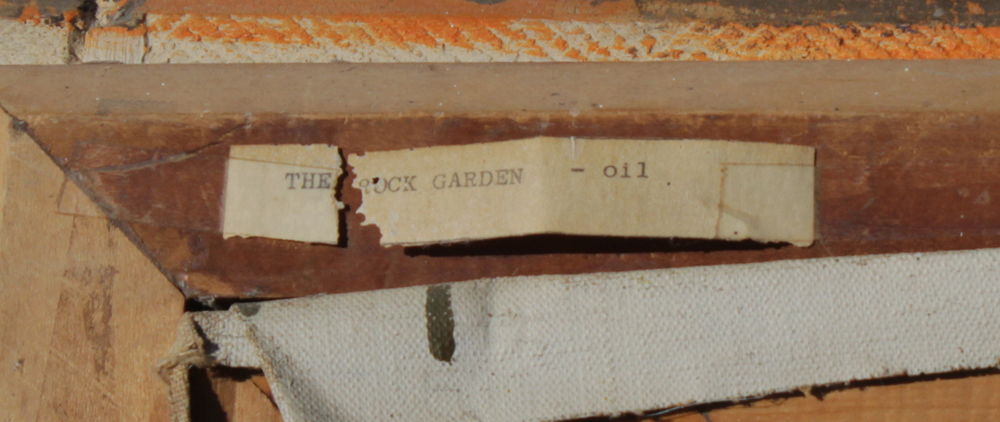 THE ROCK GARDEN - oil